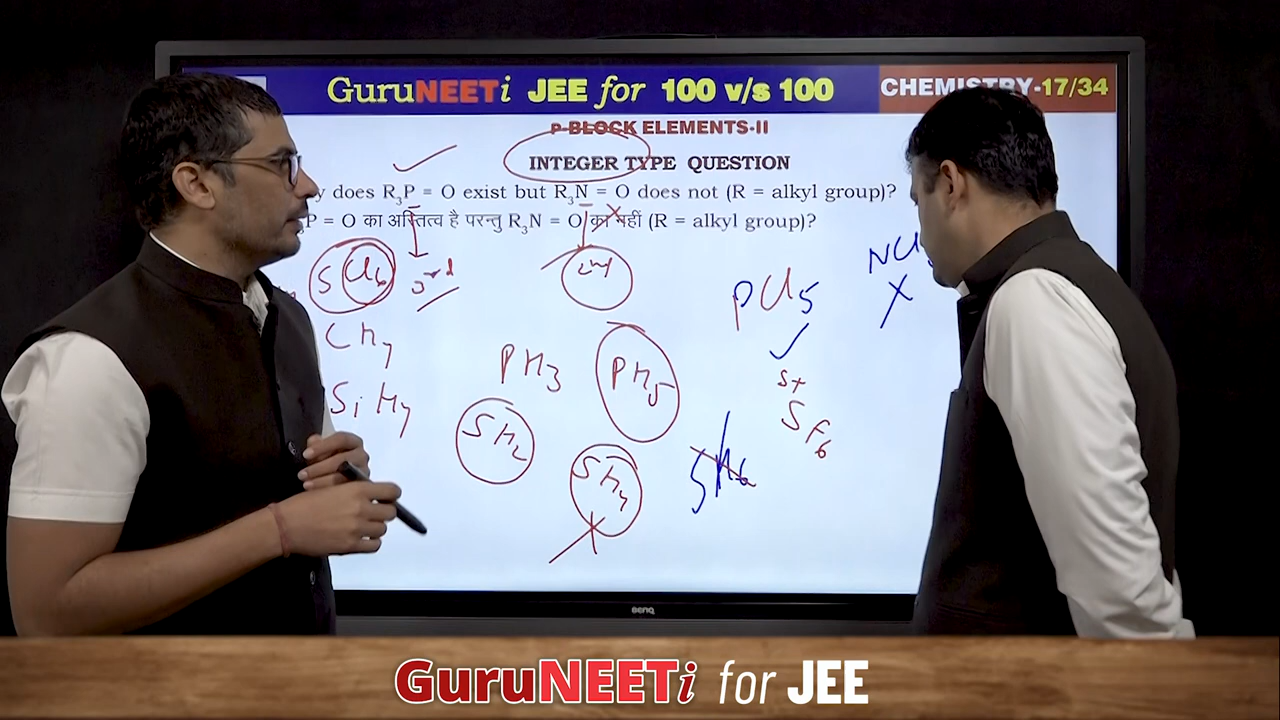 GuruNEETi JEE for 100 v/s 100 CHEMISTRY-17/34
P-BLOCK ELEMENTS-II
INTEGER TYPE QUESTION
does R3P = O exist but R3N = O does not (R = alkyl group)?
P = O का अस्तित्व है परन्तु R3N = O का नहीं (R = alkyl group)?
SCl6 3rd 2nd PCl5 NCl
CH4 PH3 PH5
SiH4 SF6
SH2 SH4 SH6
BENQ
GuruNEETi for JEE